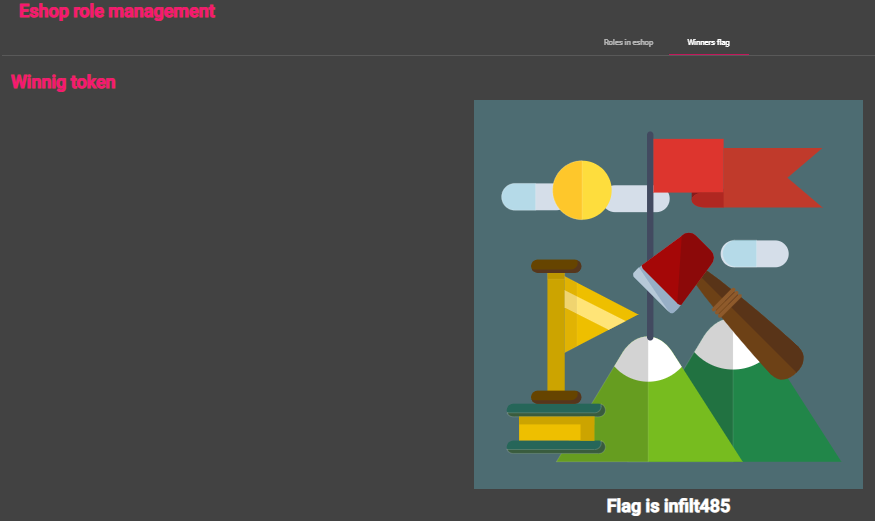 Eshop role management
Roles in eshop
Winners flag
Winnig token
Flag is infilt485